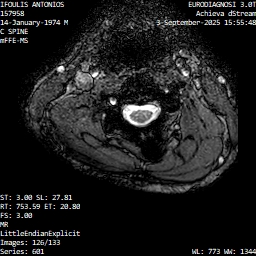 IFOULIS ANTONIOS
157958
14-January-1974 M
C SPINE
mFFE-MS
EURODIAGNOSI 3.0T
Achieva dStream
3-September-2025 15:55:48
ST: 3.00 SL: 27.81
RT: 753.59 ET: 20.80
FS: 3.00
MR
LittleEndianExplicit
Images: 126/133
Series: 601
WL: 773 WW: 1344